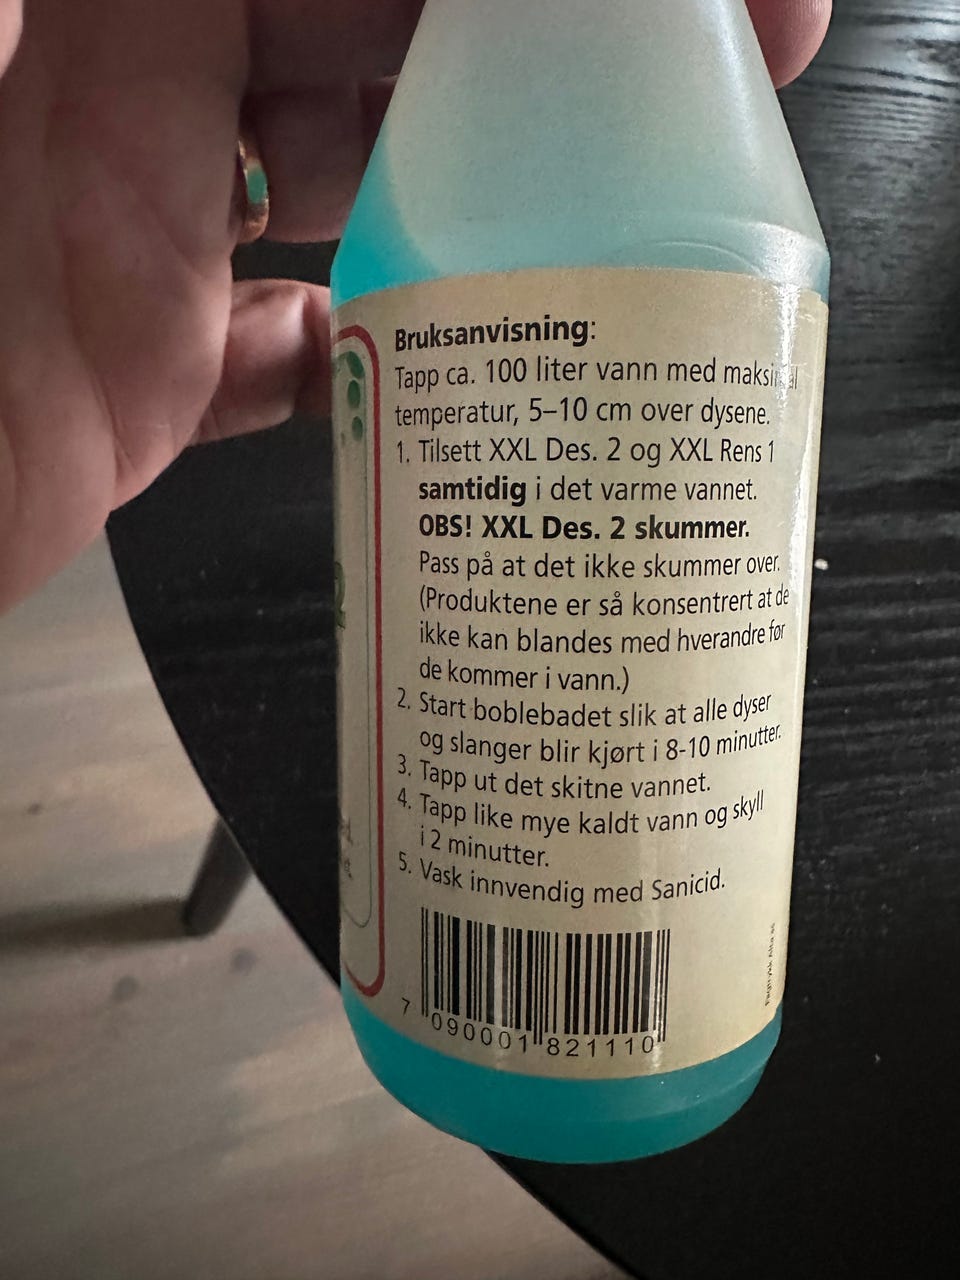 Bruksanvisning:
Tapp ca. 100 liter vann med
temperatur, 5–10 cm over dysene.
1. Tilsett XXL Des. 2 og XXL Rens 1
samtidig i det varme vannet.
OBS! XXL Des. 2 skummer.
Pass på at det ikke skummer over.
(Produktene er så konsentrert at de
ikke kan blandes med hverandre før
de kommer i vann.)
2. Start boblebadet slik at alle dyser
og slanger blir kjørt i 8-10 minutter.
3. Tapp ut det skitne vannet.
4. Tapp like mye kaldt vann og skyll
i 2 minutter.
5. Vask innvendig med Sanicid.
7 090001 821110